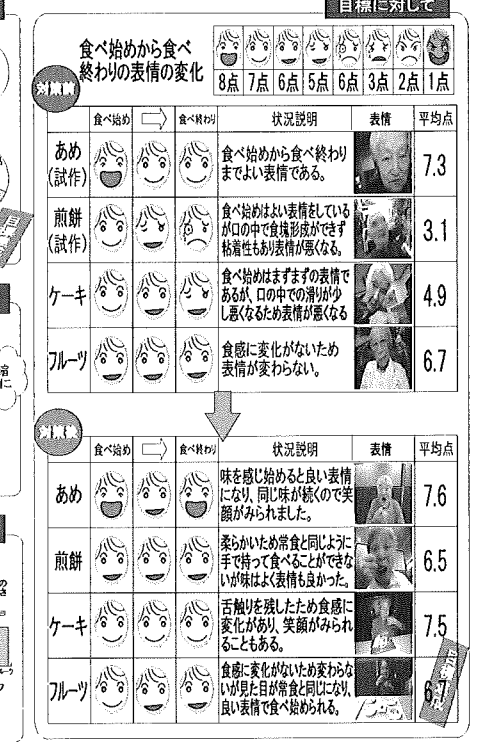 目標に対して
食べ始めから食べ
終わりの表情の変化
8点 7点 6点 5点 6点 3点 2点 1点
対策前
食べ始め 食べ終わり 状況説明 表情 平均点
あめ
(試作)
食べ始めから食べ終わり
までよい表情である。
7.3
煎餅
(試作)
食べ始めはよい表情をしている
が口の中で食塊形成ができず
粘着性もあり表情が悪くなる。
3.1
ケーキ
食べ始めはまずまずの表情で
あるが、口の中での滑りが少
し悪くなるため表情が悪くなる
4.9
フルーツ
食感に変化がないため
表情が変わらない。
6.7
対策後
食べ始め 食べ終わり 状況説明 表情 平均点
あめ
味を感じ始めると良い表情
になり、同じ味が続くので笑
顔がみられました。
7.6
煎餅
柔らかいため常食と同じように
手で持って食べることができな
いが味はよく表情も良かった。
6.5
ケーキ
舌触りを残したため食感に
変化があり、笑顔がみられ
ることもある。
7.5
フルーツ
食感に変化がないため変わらな
いが見た目が常食と同じになり、
良い表情で食べ始められる。
6.7